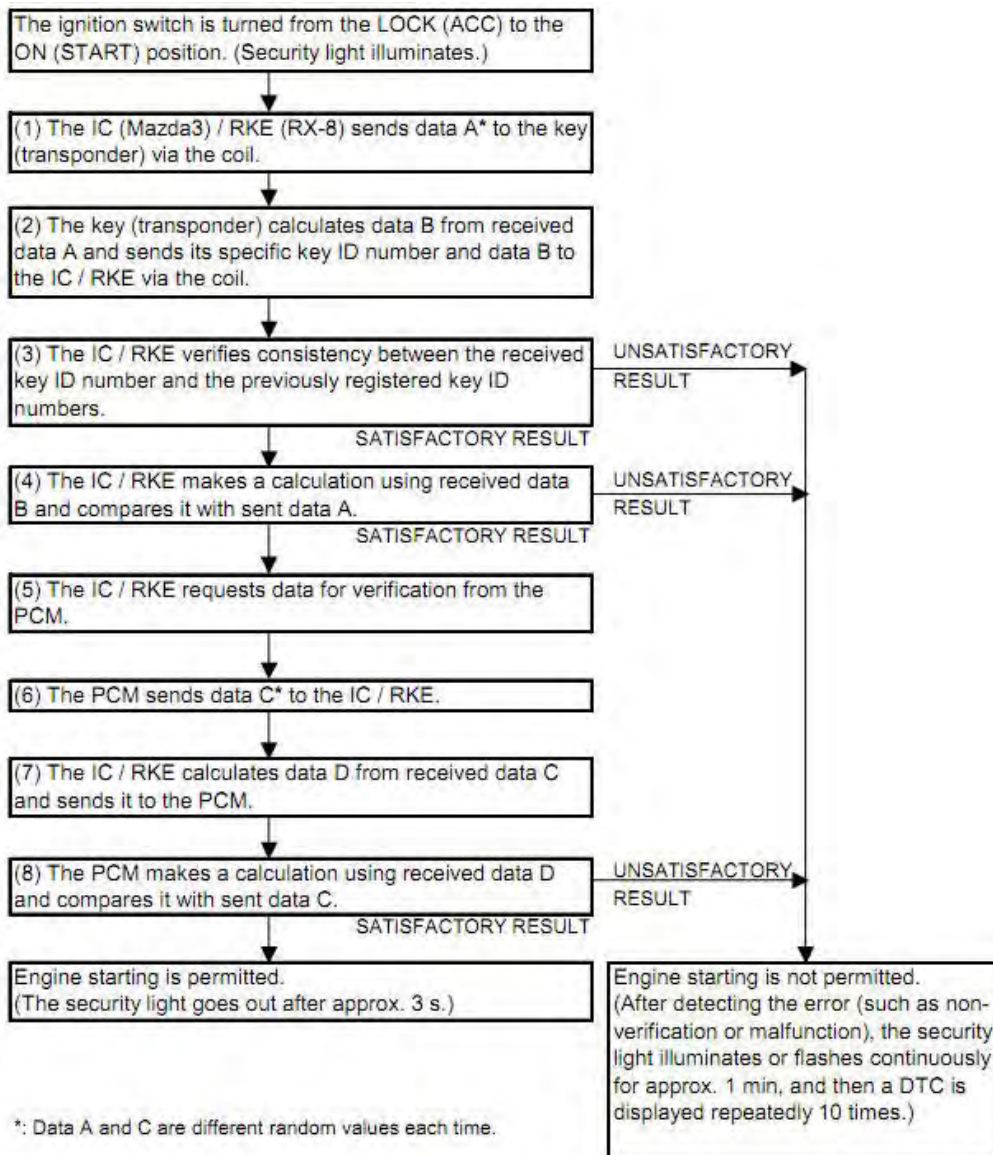 The ignition switch is turned from the LOCK (ACC) to the
ON (START) position. (Security light illuminates.)
(1) The IC (Mazda3) / RKE (RX-8) sends data A* to the key
(transponder) via the coil.
(2) The key (transponder) calculates data B from received
data A and sends its specific key ID number and data B to
the IC / RKE via the coil.
(3) The IC / RKE verifies consistency between the received
key ID number and the previously registered key ID
numbers.
UNSATISFACTORY
RESULT
SATISFACTORY RESULT
(4) The IC / RKE makes a calculation using received data
B and compares it with sent data A.
UNSATISFACTORY
RESULT
SATISFACTORY RESULT
(5) The IC / RKE requests data for verification from the
PCM.
(6) The PCM sends data C* to the IC / RKE.
(7) The IC / RKE calculates data D from received data C
and sends it to the PCM.
(8) The PCM makes a calculation using received data D
and compares it with sent data C.
UNSATISFACTORY
RESULT
SATISFACTORY RESULT
Engine starting is permitted.
(The security light goes out after approx. 3 s.)
Engine starting is not permitted.
(After detecting the error (such as non-
verification or malfunction), the security
light illuminates or flashes continuously
for approx. 1 min, and then a DTC is
displayed repeatedly 10 times.)
*: Data A and C are different random values each time.